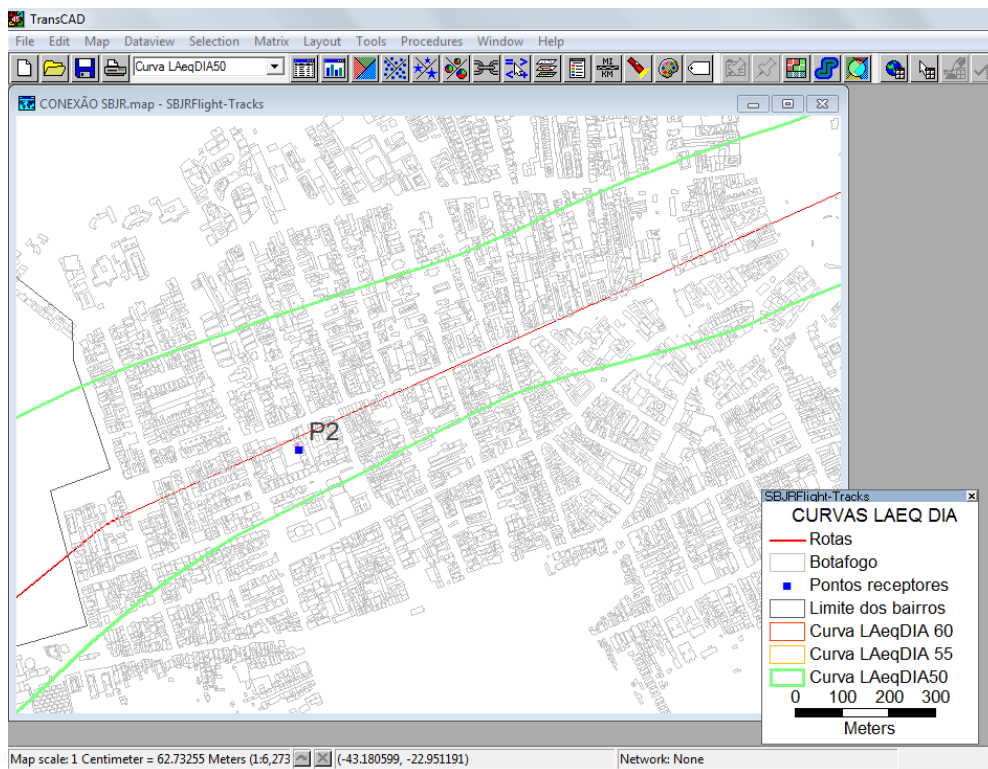 TransCAD
File Edit Map Dataview Selection Matrix Layout Tools Procedures Window Help
Curva LAeqDIA50
MI
KM
CONEXÃO SBJR.map - SBJRFlight-Tracks
P2
SBJRFlight-Tracks
CURVAS LAEQ DIA
Rotas
Botafogo
Pontos receptores
Limite dos bairros
Curva LAeqDIA 60
Curva LAeqDIA 55
Curva LAeqDIA50
0 100 200 300
Meters
Map scale: 1 Centimeter = 62.73255 Meters (1:6,273 (-43.180599, -22.951191) Network: None